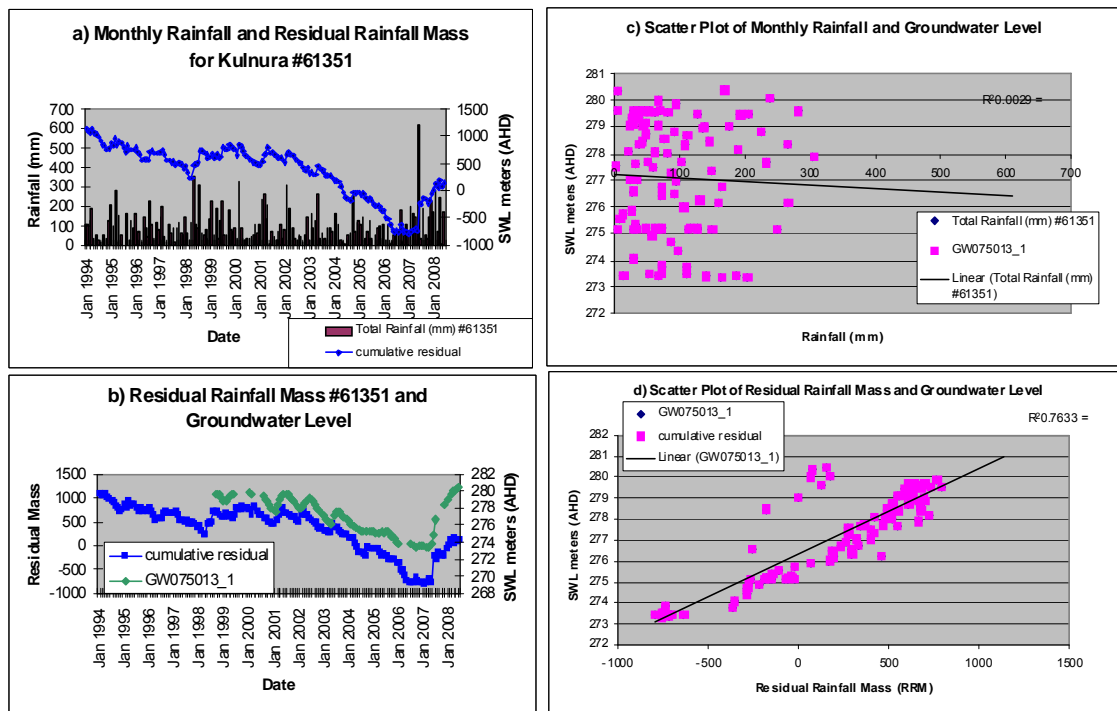 a) Monthly Rainfall and Residual Rainfall Mass
for Kulnura #61351
700
600
500
400
300
200
100
0
Rainfall (mm)
1500
1000
500
0
-500
-1000
SWL meters (AHD)
Jan 1994
Jan 1995
Jan 1996
Jan 1997
Jan 1998
Jan 1999
Jan 2000
Jan 2001
Jan 2002
Jan 2003
Jan 2004
Jan 2005
Jan 2006
Jan 2007
Jan 2008
Date
Total Rainfall (mm) #61351
cumulative residual
c) Scatter Plot of Monthly Rainfall and Groundwater Level
281
280
279
278
277
276
275
274
273
272
SWL meters (AHD)
R²0.0029 =
0
100
200
300
400
500
600
700
Total Rainfall (mm) #61351
GW075013_1
Linear (Total Rainfall (mm)
#61351)
Rainfall (mm)
b) Residual Rainfall Mass #61351 and
Groundwater Level
1500
1000
500
0
-500
-1000
Residual Mass
282
280
278
276
274
272
270
268
SWL meters (AHD)
cumulative residual
GW075013_1
Jan 1994
Jan 1995
Jan 1996
Jan 1997
Jan 1998
Jan 1999
Jan 2000
Jan 2001
Jan 2002
Jan 2003
Jan 2004
Jan 2005
Jan 2006
Jan 2007
Jan 2008
Date
d) Scatter Plot of Residual Rainfall Mass and Groundwater Level
GW075013_1
cumulative residual
Linear (GW075013_1)
R²0.7633 =
282
281
280
279
278
277
276
275
274
273
272
SWL meters (AHD)
-1000
-500
0
500
1000
1500
Residual Rainfall Mass (RRM)